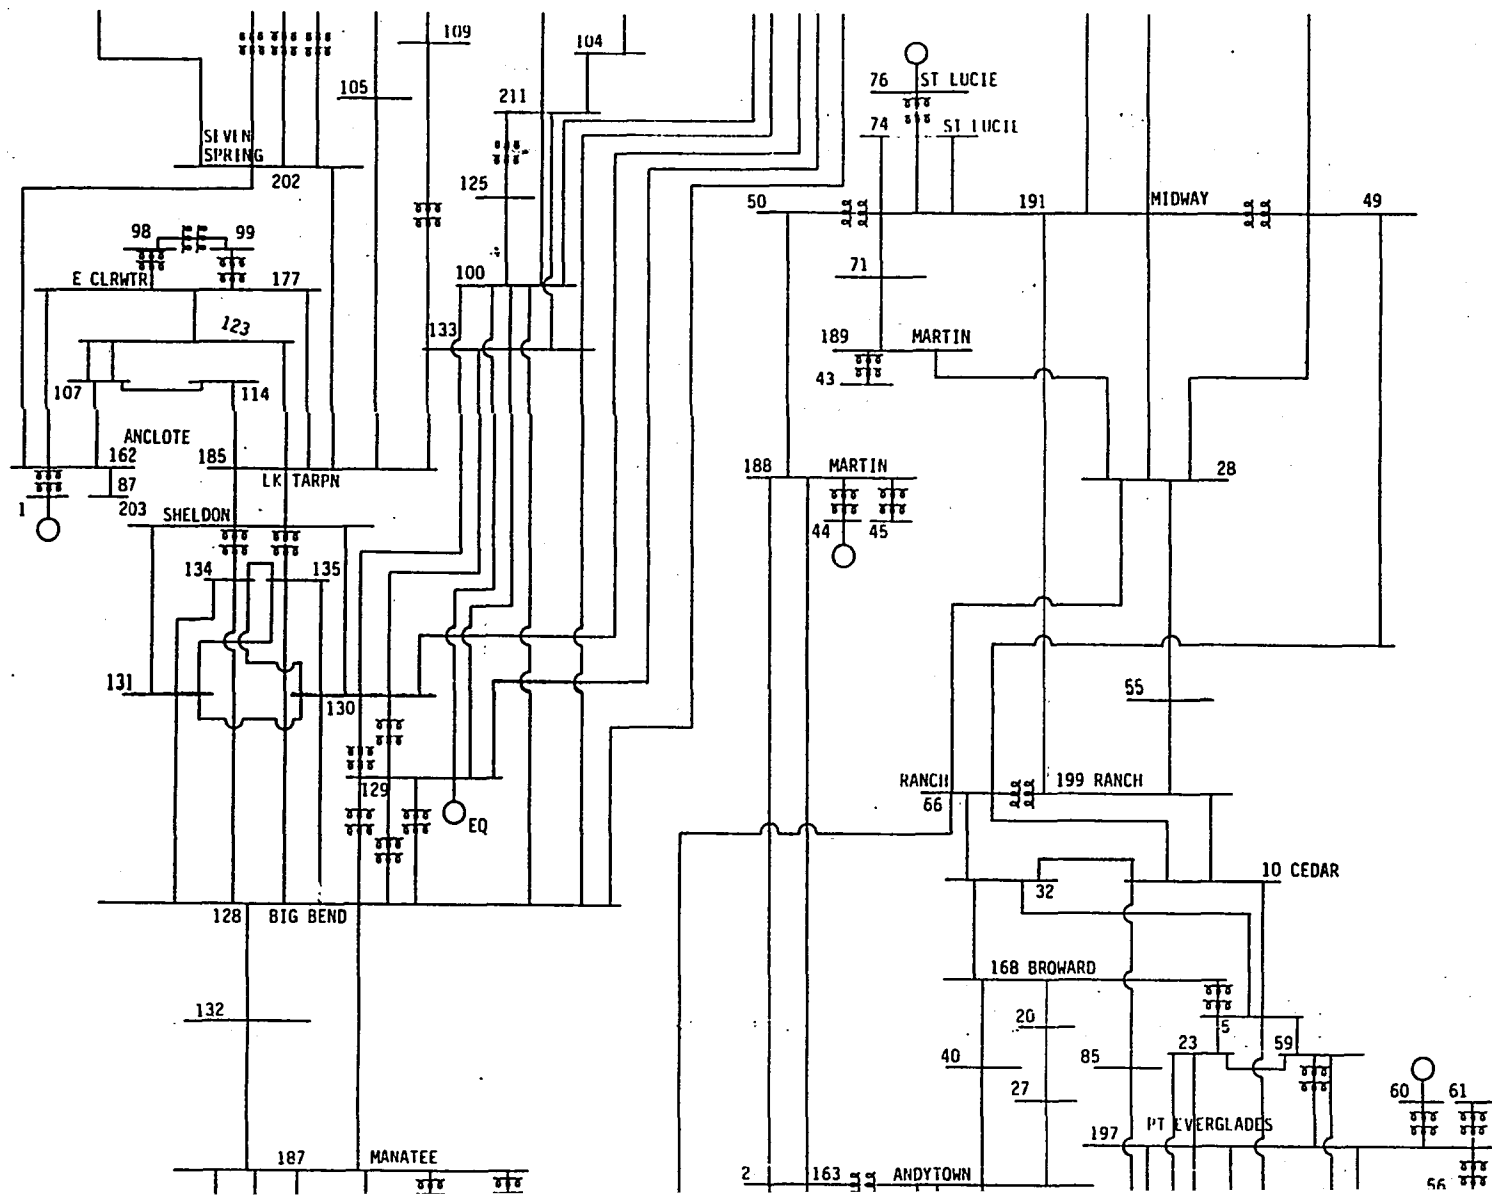 109
104
105
76 ST LUCIE
211
74 ST LUCIE
SEVEN
SPRING
202
125
50
191
MIDWAY
49
98
99
E CLRWTR
177
100
71
123
133
189
MARTIN
43
107
114
ANCLOTE
162
185
LK TARPN
188
MARTIN
28
87
1
203
SHELDON
44
45
134
135
131
130
55
129
RANCH
66
199 RANCH
EQ
10 CEDAR
32
128
BIG BEND
168 BROWARD
132
20
5
40
85
23
59
27
60
61
197
PT EVERGLADES
187
MANATEE
2
163
ANDYTOWN
56